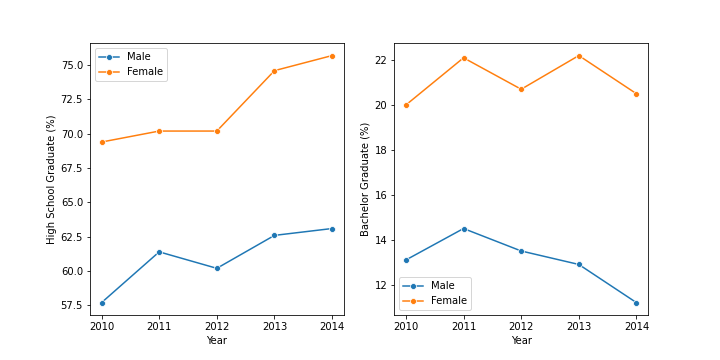 High School Graduate (%)
75.0
72.5
70.0
67.5
65.0
62.5
60.0
57.5
Male
Female
2010 2011 2012 2013 2014
Year
Bachelor Graduate (%)
22
20
18
16
14
12
Male
Female
2010 2011 2012 2013 2014
Year